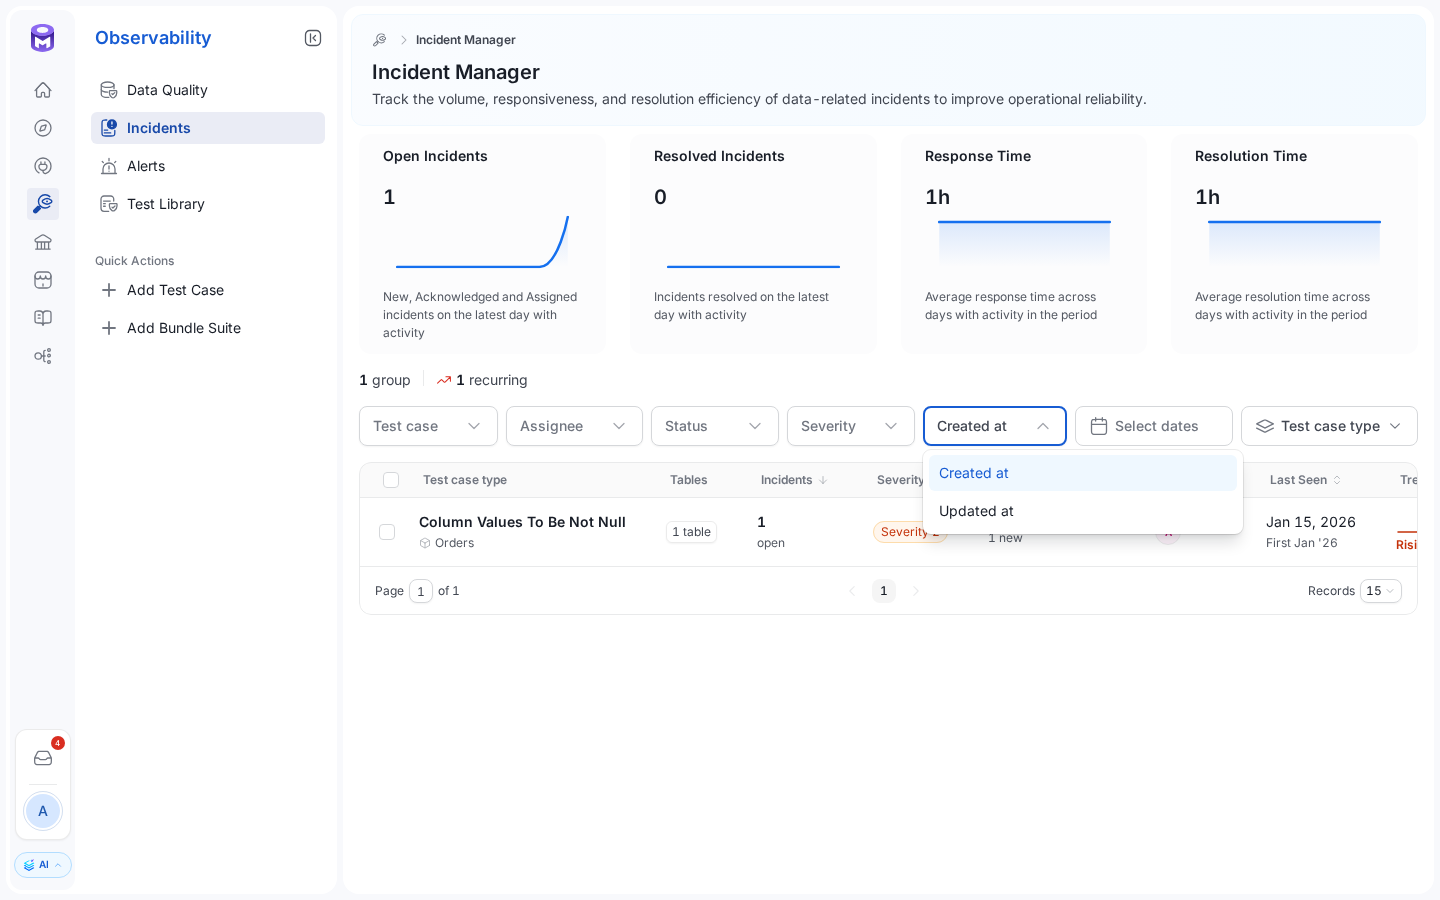 Observability
Data Quality
Incidents
Alerts
Test Library
Quick Actions
Add Test Case
Add Bundle Suite
4
A
AI
Incident Manager
Incident Manager
Track the volume, responsiveness, and resolution efficiency of data-related incidents to improve operational reliability.
Open Incidents
1
New, Acknowledged and Assigned
incidents on the latest day with
activity
Resolved Incidents
0
Incidents resolved on the latest
day with activity
Response Time
1h
Average response time across
days with activity in the period
Resolution Time
1h
Average resolution time across
days with activity in the period
1 group 1 recurring
Test case Assignee Status Severity Created at Select dates Test case type
Created at
Updated at
Test case type Tables Incidents Severity Last Seen Tre
Column Values To Be Not Null 1 table 1 Severity Jan 15, 2026
Orders open 1 new First Jan '26 Risi
Page 1 of 1 1 Records 15